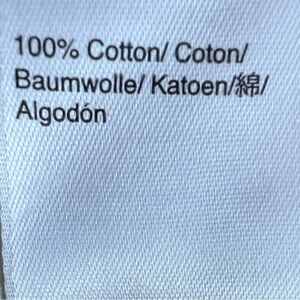 100% Cotton/ Coton/
Baumwolle/ Katoen/綿/
Algodón